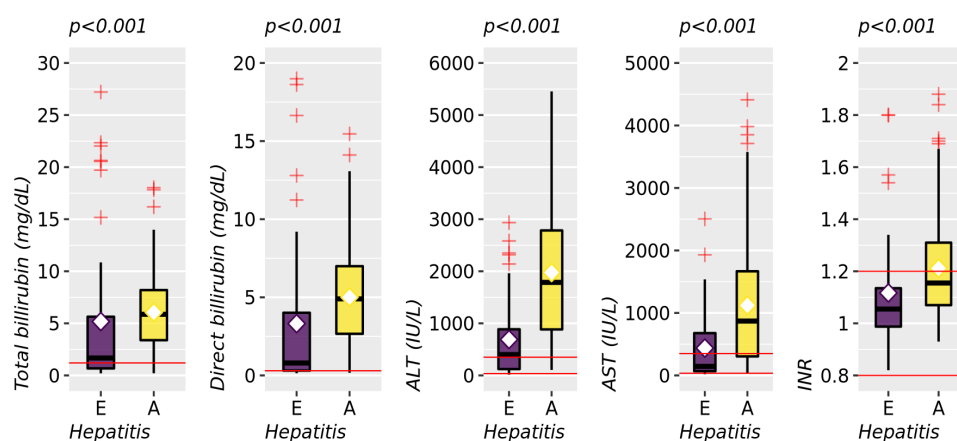 p<0.001
Total billirubin (mg/dL)
30
25
20
15
10
5
0
E A
Hepatitis
p<0.001
Direct billirubin (mg/dL)
20
15
10
5
0
E A
Hepatitis
p<0.001
ALT (IU/L)
6000
5000
4000
3000
2000
1000
0
E A
Hepatitis
p<0.001
AST (IU/L)
5000
4000
3000
2000
1000
0
E A
Hepatitis
p<0.001
INR
2
1.8
1.6
1.4
1.2
1
0.8
E A
Hepatitis